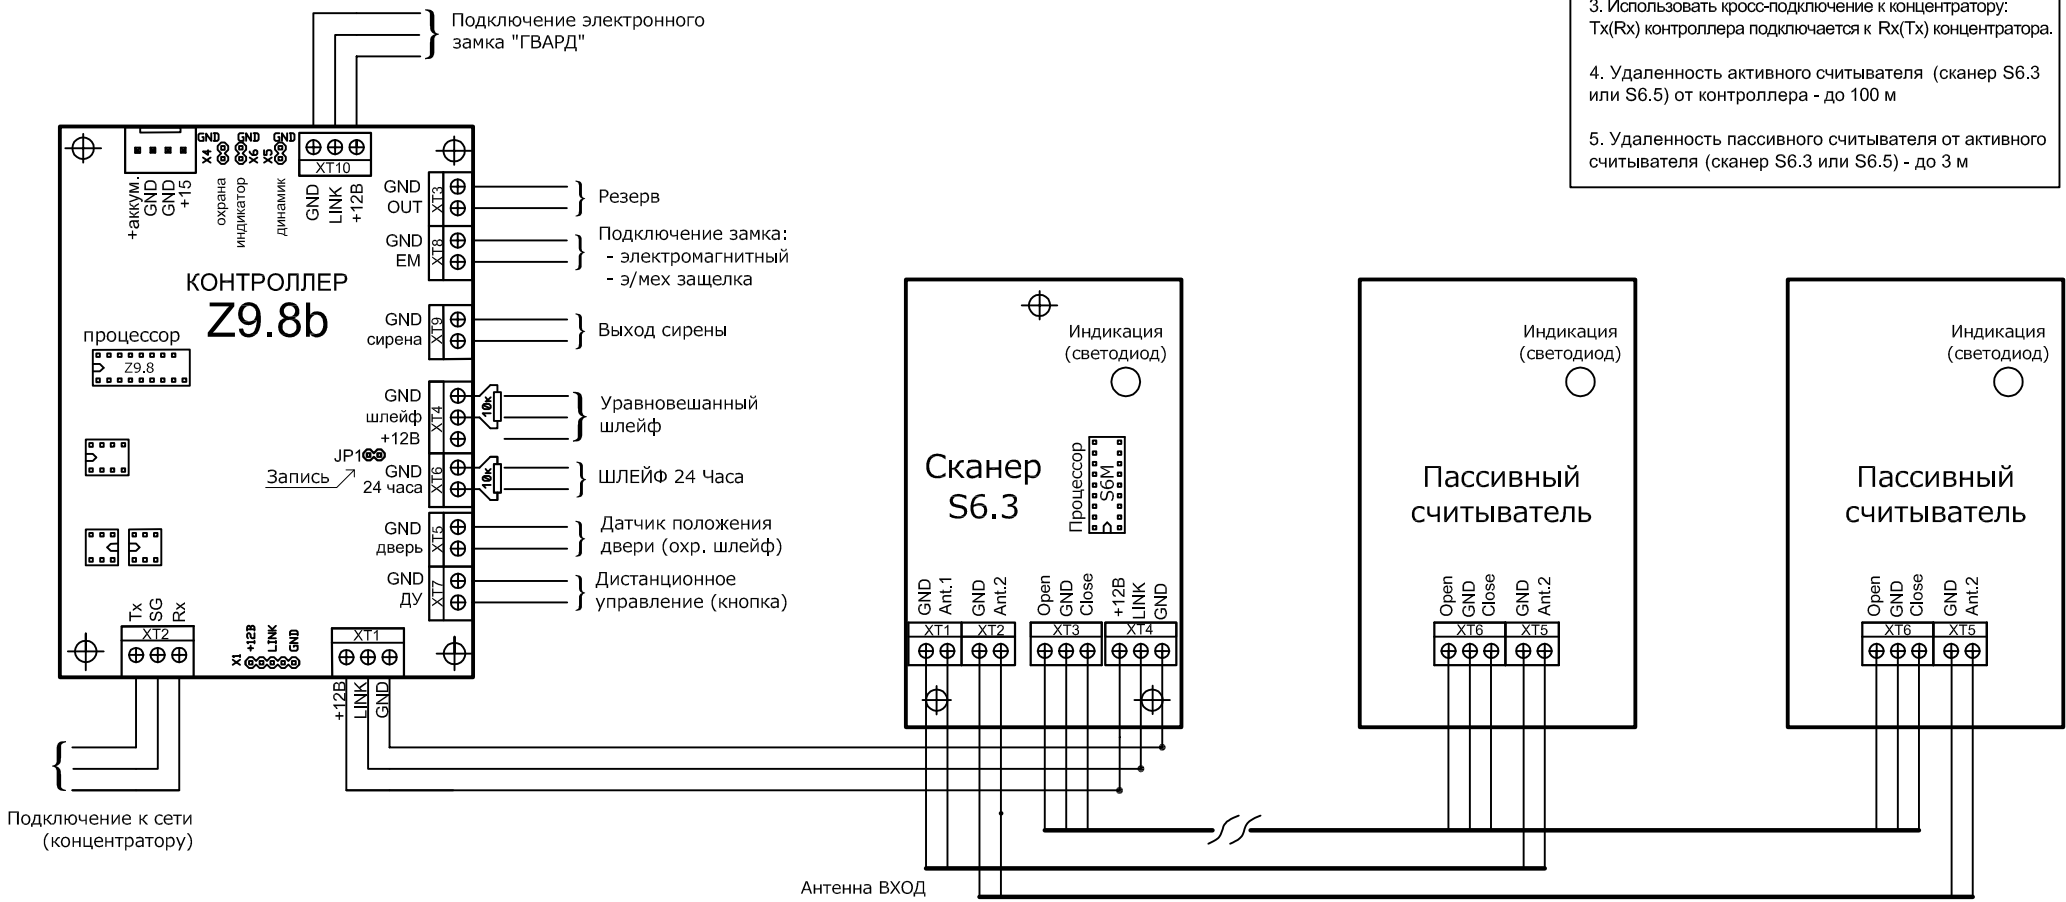 Подключение электронного
замка "ГВАРД"
3. Использовать кросс-подключение к концентратору:
Tx(Rx) контроллера подключается к Rx(Tx) концентратора.
4. Удаленность активного считывателя (сканер S6.3
или S6.5) от контроллера - до 100 м
5. Удаленность пассивного считывателя от активного
считывателя (сканер S6.3 или S6.5) - до 3 м
GND
X4
GND
X6
GND
X5
XT10
+аккум.
GND
GND
+15
охрана
индикатор
динамик
GND
LINK
+12В
GND
OUT
XT3
Резерв
GND
EM
XT8
Подключение замка:
- электромагнитный
- э/мех защелка
КОНТРОЛЛЕР
Z9.8b
GND
сирена
XT9
Выход сирены
процессор
Z9.8
GND
шлейф
+12В
XT4
10к
Уравновешанный
шлейф
JP1
Запись
GND
24 часа
XT6
10к
ШЛЕЙФ 24 Часа
GND
дверь
XT5
Датчик положения
двери (охр. шлейф)
GND
ДУ
XT7
Дистанционное
управление (кнопка)
Tx
SG
Rx
XT2
X1
+12В
LINK
GND
XT1
+12В
LINK
GND
Подключение к сети
(концентратору)
Индикация
(светодиод)
Сканер
S6.3
Процессор
S6M
GND
Ant.1
GND
Ant.2
Open
GND
Close
+12В
LINK
GND
XT1
XT2
XT3
XT4
Индикация
(светодиод)
Пассивный
считыватель
Open
GND
Close
GND
Ant.2
XT6
XT5
Индикация
(светодиод)
Пассивный
считыватель
Open
GND
Close
GND
Ant.2
XT6
XT5
Антенна ВХОД